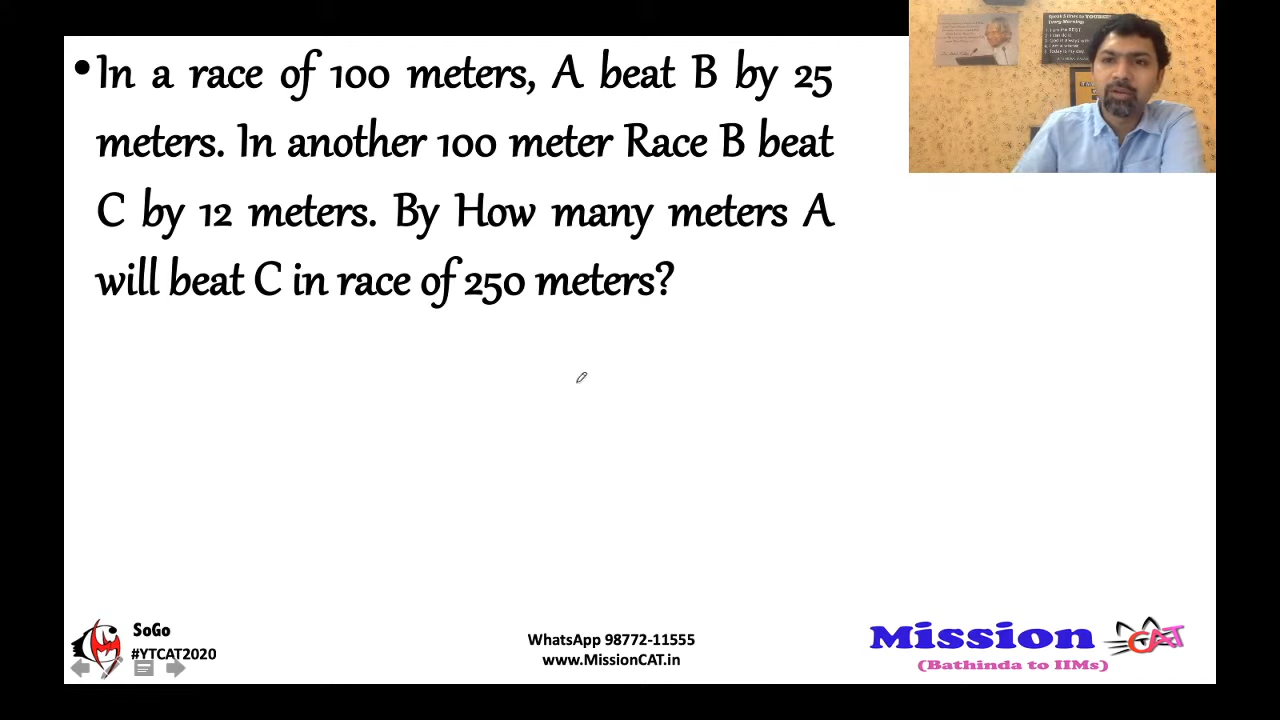 • In a race of 100 meters, A beat B by 25
meters. In another 100 meter Race B beat
C by 12 meters. By How many meters A
will beat C in race of 250 meters?
SoGo
#YTCAT2020
WhatsApp 98772-11555
www.MissionCAT.in
Mission CAT
(Bathinda to IIMs)